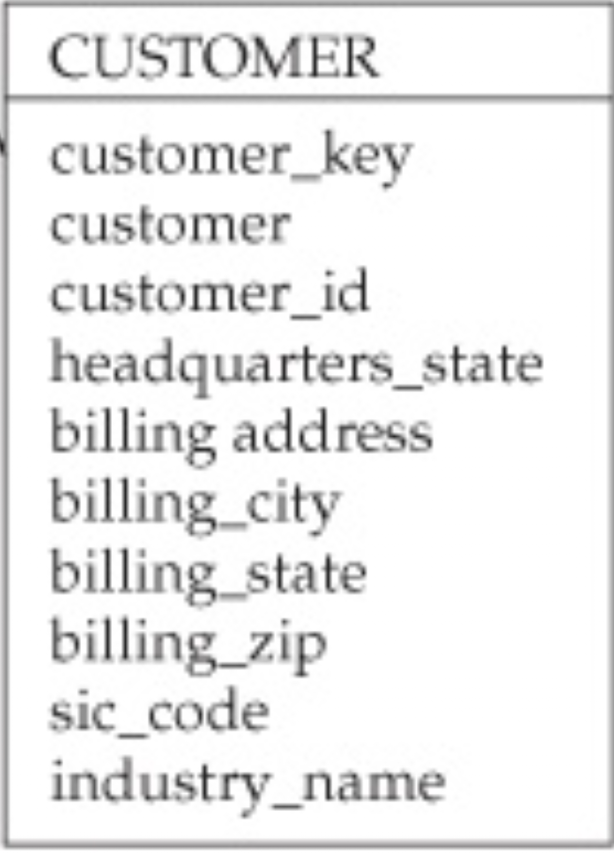 CUSTOMER
customer_key
customer
customer_id
headquarters_state
billing address
billing_city
billing_state
billing_zip
sic_code
industry_name